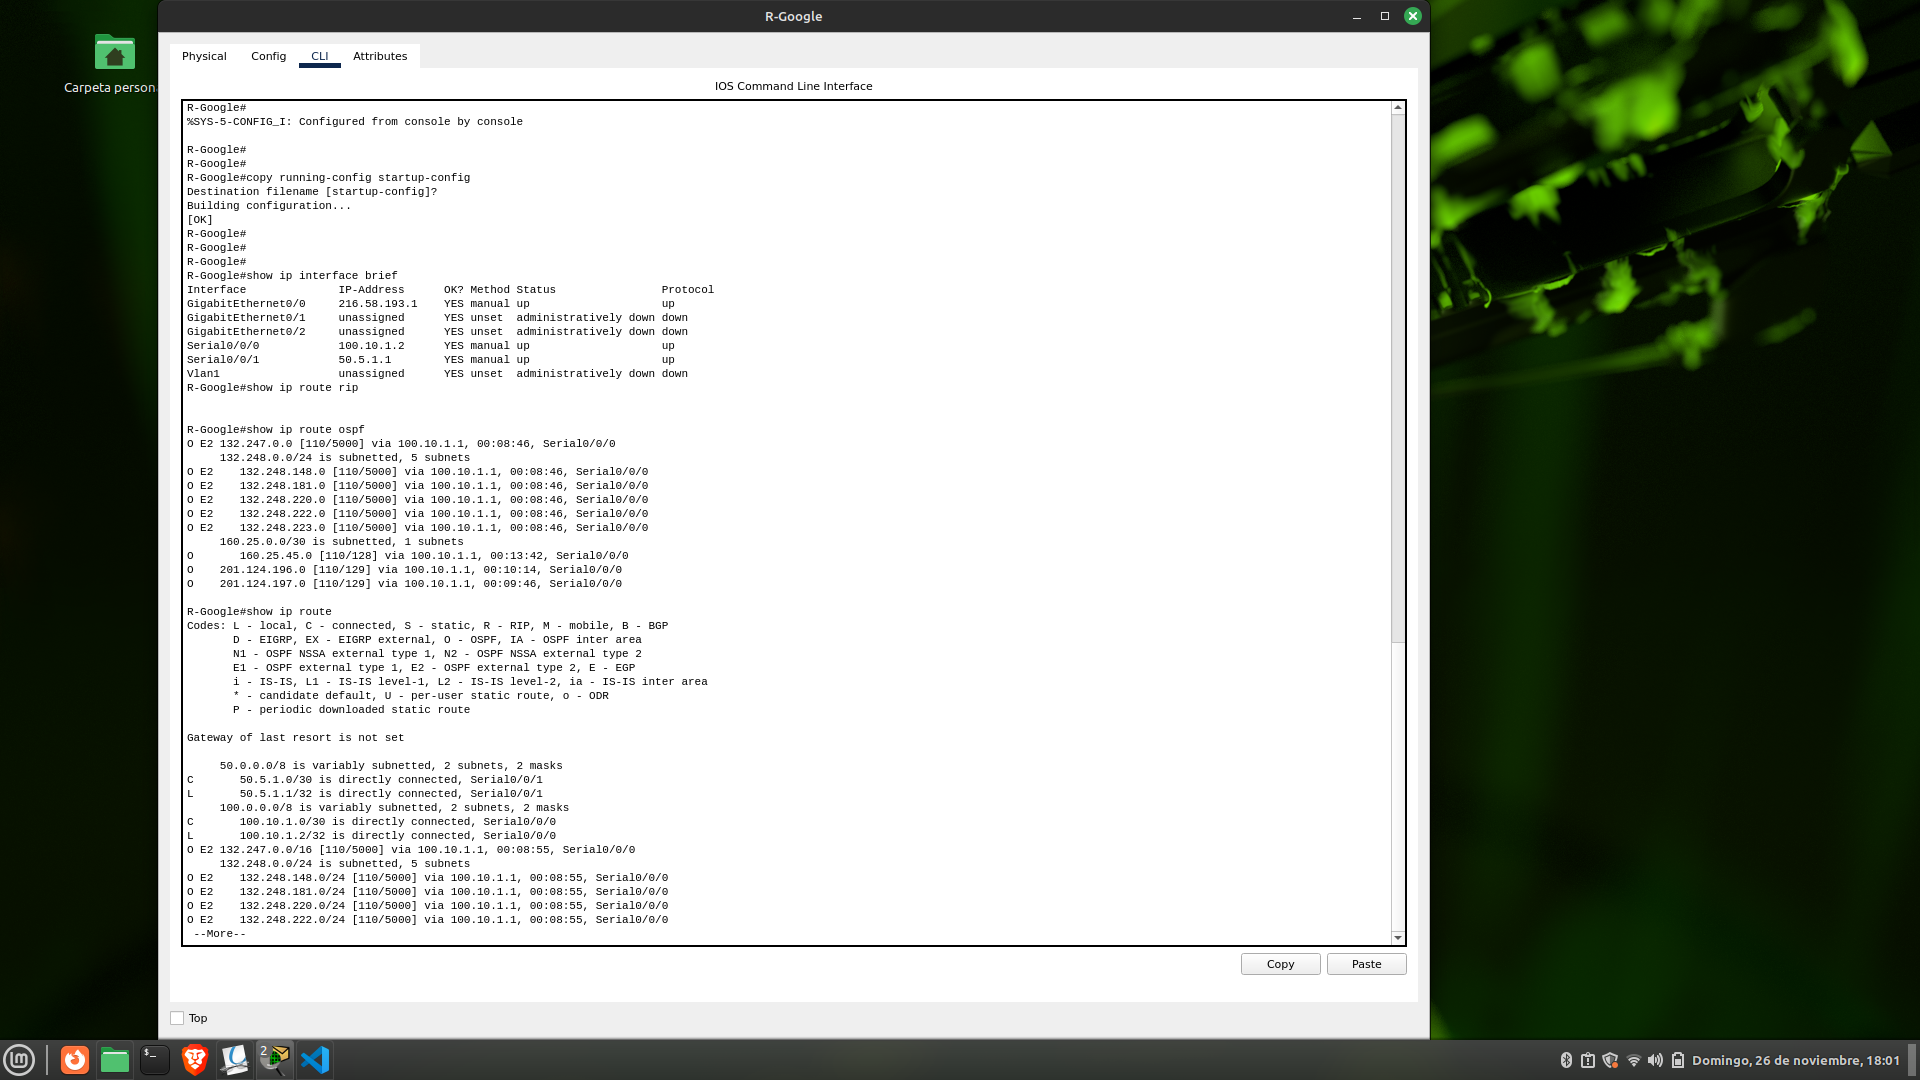 R-Google
Carpeta persona
Physical Config CLI Attributes
IOS Command Line Interface
R-Google#
%SYS-5-CONFIG_I: Configured from console by console
R-Google#
R-Google#
R-Google#copy running-config startup-config
Destination filename [startup-config]?
Building configuration...
[OK]
R-Google#
R-Google#
R-Google#
R-Google#show ip interface brief
Interface              IP-Address      OK? Method Status                Protocol
GigabitEthernet0/0     216.58.193.1    YES manual up                    up
GigabitEthernet0/1     unassigned      YES unset  administratively down down
GigabitEthernet0/2     unassigned      YES unset  administratively down down
Serial0/0/0            100.10.1.2      YES manual up                    up
Serial0/0/1            50.5.1.1        YES manual up                    up
Vlan1                  unassigned      YES unset  administratively down down
R-Google#show ip route rip
R-Google#show ip route ospf
O E2 132.247.0.0 [110/5000] via 100.10.1.1, 00:08:46, Serial0/0/0
     132.248.0.0/24 is subnetted, 5 subnets
O E2    132.248.148.0 [110/5000] via 100.10.1.1, 00:08:46, Serial0/0/0
O E2    132.248.181.0 [110/5000] via 100.10.1.1, 00:08:46, Serial0/0/0
O E2    132.248.220.0 [110/5000] via 100.10.1.1, 00:08:46, Serial0/0/0
O E2    132.248.222.0 [110/5000] via 100.10.1.1, 00:08:46, Serial0/0/0
O E2    132.248.223.0 [110/5000] via 100.10.1.1, 00:08:46, Serial0/0/0
     160.25.0.0/30 is subnetted, 1 subnets
O       160.25.45.0 [110/128] via 100.10.1.1, 00:13:42, Serial0/0/0
O    201.124.196.0 [110/129] via 100.10.1.1, 00:10:14, Serial0/0/0
O    201.124.197.0 [110/129] via 100.10.1.1, 00:09:46, Serial0/0/0
R-Google#show ip route
Codes: L - local, C - connected, S - static, R - RIP, M - mobile, B - BGP
       D - EIGRP, EX - EIGRP external, O - OSPF, IA - OSPF inter area
       N1 - OSPF NSSA external type 1, N2 - OSPF NSSA external type 2
       E1 - OSPF external type 1, E2 - OSPF external type 2, E - EGP
       i - IS-IS, L1 - IS-IS level-1, L2 - IS-IS level-2, ia - IS-IS inter area
       * - candidate default, U - per-user static route, o - ODR
       P - periodic downloaded static route
Gateway of last resort is not set
     50.0.0.0/8 is variably subnetted, 2 subnets, 2 masks
C       50.5.1.0/30 is directly connected, Serial0/0/1
L       50.5.1.1/32 is directly connected, Serial0/0/1
     100.0.0.0/8 is variably subnetted, 2 subnets, 2 masks
C       100.10.1.0/30 is directly connected, Serial0/0/0
L       100.10.1.2/32 is directly connected, Serial0/0/0
O E2 132.247.0.0/16 [110/5000] via 100.10.1.1, 00:08:55, Serial0/0/0
     132.248.0.0/24 is subnetted, 5 subnets
O E2    132.248.148.0/24 [110/5000] via 100.10.1.1, 00:08:55, Serial0/0/0
O E2    132.248.181.0/24 [110/5000] via 100.10.1.1, 00:08:55, Serial0/0/0
O E2    132.248.220.0/24 [110/5000] via 100.10.1.1, 00:08:55, Serial0/0/0
O E2    132.248.222.0/24 [110/5000] via 100.10.1.1, 00:08:55, Serial0/0/0
 --More--
Copy Paste
Top
lm $_ 2 Domingo, 26 de noviembre, 18:01